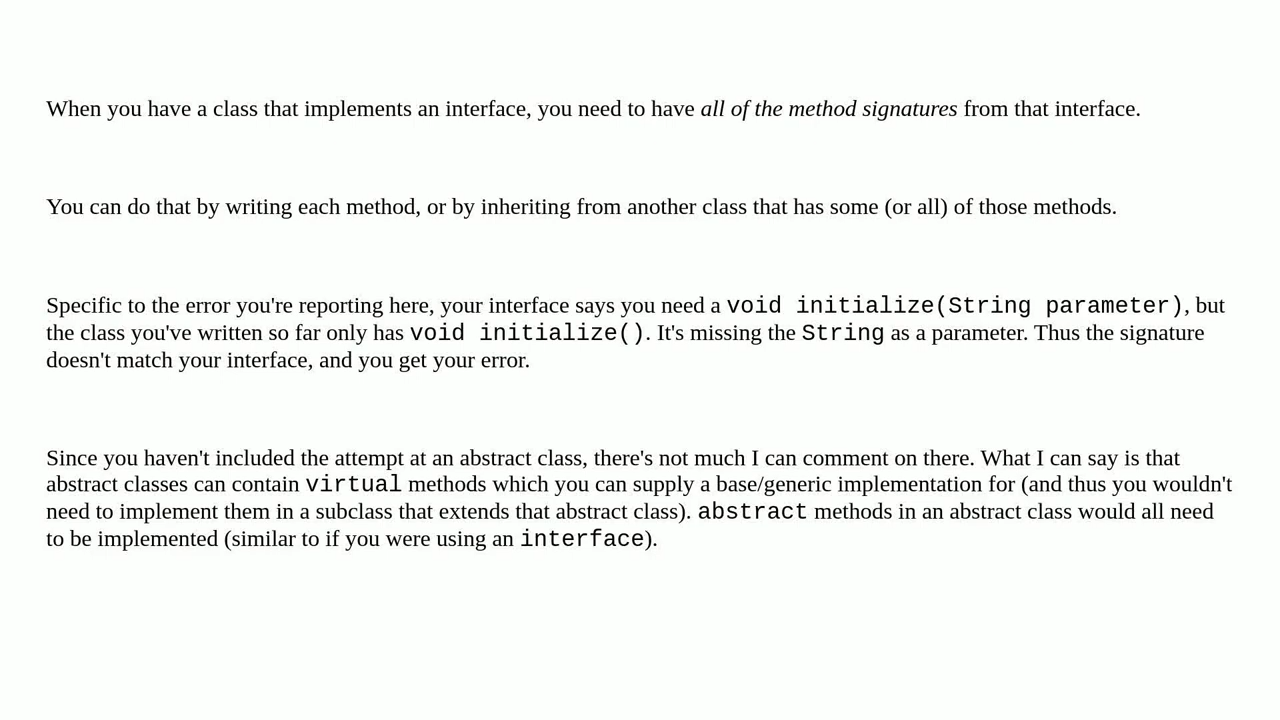 When you have a class that implements an interface, you need to have all of the method signatures from that interface.
You can do that by writing each method, or by inheriting from another class that has some (or all) of those methods.
Specific to the error you're reporting here, your interface says you need a void initialize(String parameter), but
the class you've written so far only has void initialize(). It's missing the String as a parameter. Thus the signature
doesn't match your interface, and you get your error.
Since you haven't included the attempt at an abstract class, there's not much I can comment on there. What I can say is that
abstract classes can contain virtual methods which you can supply a base/generic implementation for (and thus you wouldn't
need to implement them in a subclass that extends that abstract class). abstract methods in an abstract class would all need
to be implemented (similar to if you were using an interface).